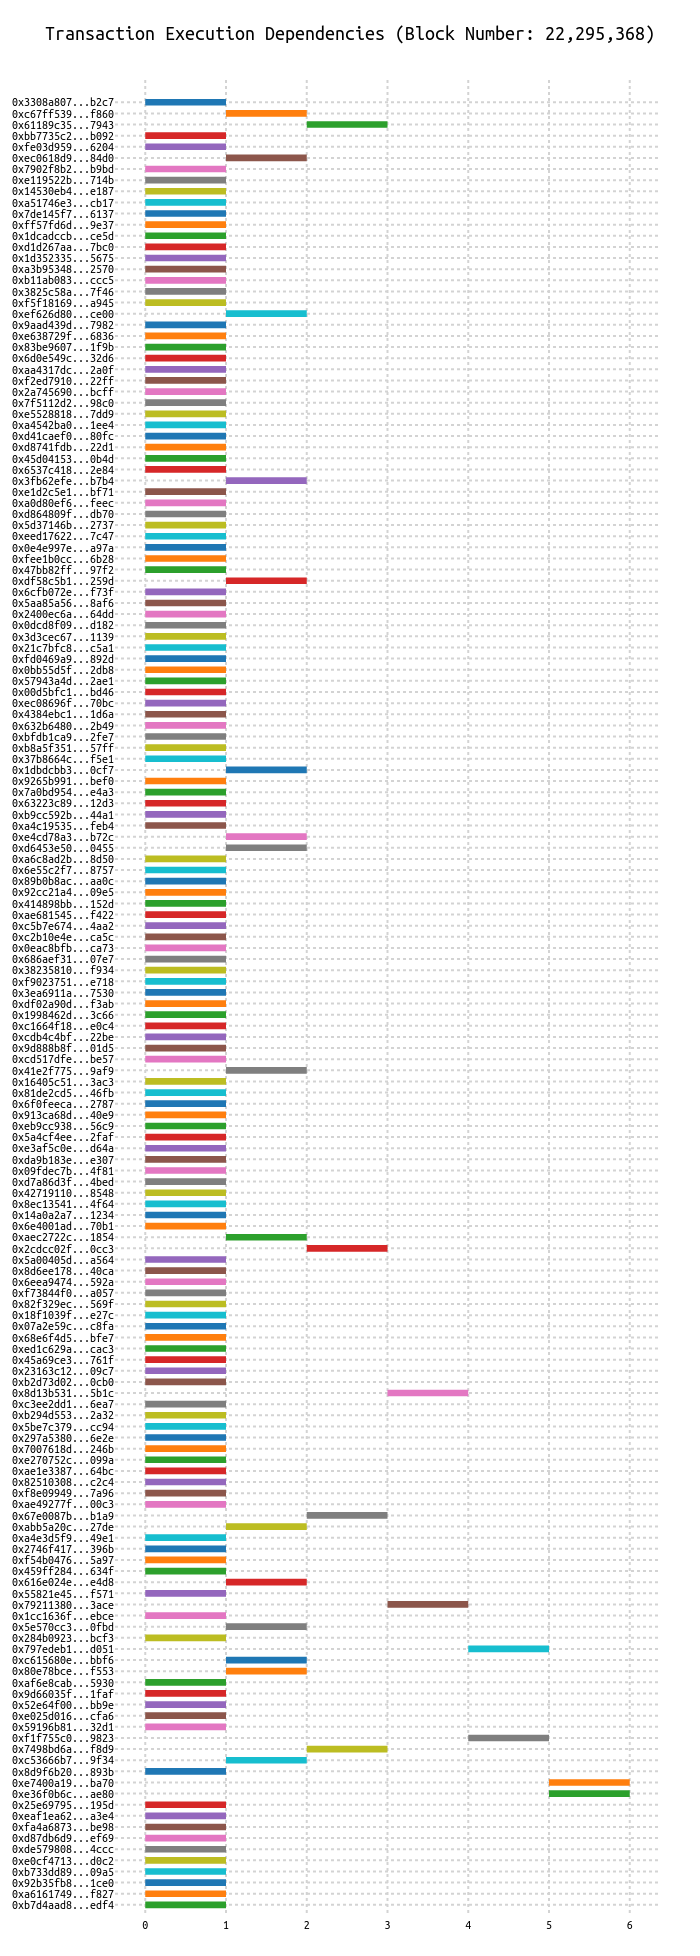 Transaction Execution Dependencies (Block Number: 22,295,368)
0x3308a807...b2c7
0xc67ff539...f860
0x61189c35...7943
0xbb7735c2...b092
0xfe03d959...6204
0xec0618d9...84d0
0x7902f8b2...b9bd
0xe119522b...714b
0x14530eb4...e187
0xa51746e3...cb17
0x7de145f7...6137
0xff57fd6d...9e37
0x1dcadccb...ce5d
0xd1d267aa...7bc0
0x1d352335...5675
0xa3b95348...2570
0xb11ab083...ccc5
0x3825c58a...7f46
0xf5f18169...a945
0xef626d80...ce00
0x9aad439d...7982
0xe638729f...6836
0x83be9607...1f9b
0x6d0e549c...32d6
0xaa4317dc...2a0f
0xf2ed7910...22ff
0x2a745690...bcff
0x7f5112d2...98c0
0xe5528818...7dd9
0xa4542ba0...1ee4
0xd41caef0...80fc
0xd8741fdb...22d1
0x45d04153...0b4d
0x6537c418...2e84
0x3fb62efe...b7b4
0xe1d2c5e1...bf71
0xa0d80ef6...feec
0xd864809f...db70
0x5d37146b...2737
0xeed17622...7c47
0x0e4e997e...a97a
0xfee1b0cc...6b28
0x47bb82ff...97f2
0xdf58c5b1...259d
0x6cfb072e...f73f
0x5aa85a56...8af6
0x2400ec6a...64dd
0x0dcd8f09...d182
0x3d3cec67...1139
0x21c7bfc8...c5a1
0xfd0469a9...892d
0x0bb55d5f...2db8
0x57943a4d...2ae1
0x00d5bfc1...bd46
0xec08696f...70bc
0x4384ebc1...1d6a
0x632b6480...2b49
0xbfdb1ca9...2fe7
0xb8a5f351...57ff
0x37b8664c...f5e1
0x1dbdcbb3...0cf7
0x9265b991...bef0
0x7a0bd954...e4a3
0x63223c89...12d3
0xb9cc592b...44a1
0xa4c19535...feb4
0xe4cd78a3...b72c
0xd6453e50...0455
0xa6c8ad2b...8d50
0x6e55c2f7...8757
0x89b0b8ac...aa0c
0x92cc21a4...09e5
0x414898bb...152d
0xae681545...f422
0xc5b7e674...4aa2
0xc2b10e4e...ca5c
0x0eac8bfb...ca73
0x686aef31...07e7
0x38235810...f934
0xf9023751...e718
0x3ea6911a...7530
0xdf02a90d...f3ab
0x1998462d...3c66
0xc1664f18...e0c4
0xcdb4c4bf...22be
0x9d888b8f...01d5
0xcd517dfe...be57
0x41e2f775...9af9
0x16405c51...3ac3
0x81de2cd5...46fb
0x6f0feeca...2787
0x913ca68d...40e9
0xeb9cc938...56c9
0x5a4cf4ee...2faf
0xe3af5c0e...d64a
0xda9b183e...e307
0x09fdec7b...4f81
0xd7a86d3f...4bed
0x42719110...8548
0x8ec13541...4f64
0x14a0a2a7...1234
0x6e4001ad...70b1
0xaec2722c...1854
0x2cdcc02f...0cc3
0x5a00405d...a564
0x8d6ee178...40ca
0x6eea9474...592a
0xf73844f0...a057
0x82f329ec...569f
0x18f1039f...e27c
0x07a2e59c...c8fa
0x68e6f4d5...bfe7
0xed1c629a...cac3
0x45a69ce3...761f
0x23163c12...09c7
0xb2d73d02...0cb0
0x8d13b531...5b1c
0xc3ee2dd1...6ea7
0xb294d553...2a32
0x5be7c379...cc94
0x297a5380...6e2e
0x7007618d...246b
0xe270752c...099a
0xae1e3387...64bc
0x82510308...c2c4
0xf8e09949...7a96
0xae49277f...00c3
0x67e0087b...b1a9
0xabb5a20c...27de
0xa4e3d5f9...49e1
0x2746f417...396b
0xf54b0476...5a97
0x459ff284...634f
0x616e024e...e4d8
0x55821e45...f571
0x79211380...3ace
0x1cc1636f...ebce
0x5e570cc3...0fbd
0x284b0923...bcf3
0x797edeb1...d051
0xc615680e...bbf6
0x80e78bce...f553
0xaf6e8cab...5930
0x9d66035f...1faf
0x52e64f00...bb9e
0xe025d016...cfa6
0x59196b81...32d1
0xf1f755c0...9823
0x7498bd6a...f8d9
0xc53666b7...9f34
0x8d9f6b20...893b
0xe7400a19...ba70
0xe36f0b6c...ae80
0x25e69795...195d
0xeaf1ea62...a3e4
0xfa4a6873...be98
0xd87db6d9...ef69
0xde579808...4ccc
0xe0cf4713...d0c2
0xb733dd89...09a5
0x92b35fb8...1ce0
0xa6161749...f827
0xb7d4aad8...edf4
0 1 2 3 4 5 6